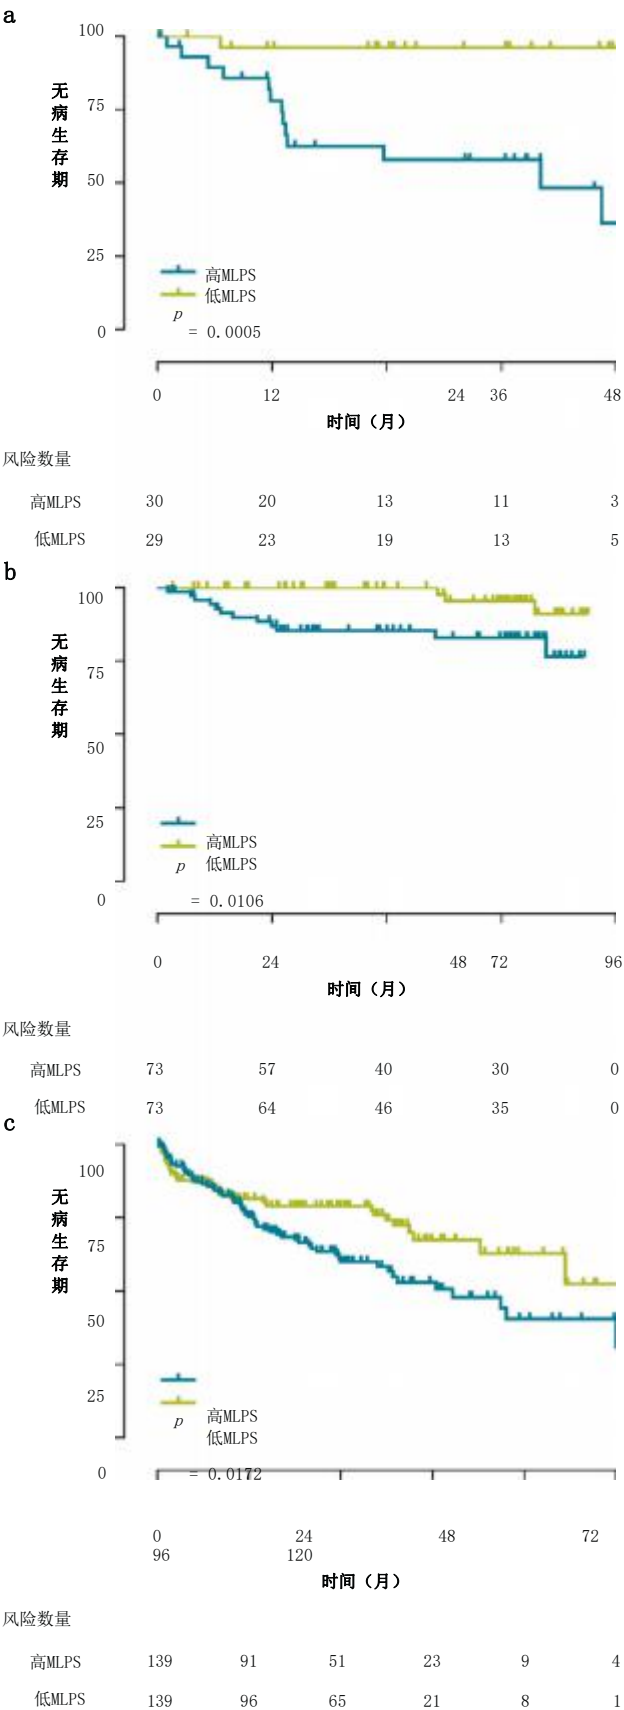 a
100
75
50
25
0
无病生存期
高MLPS
低MLPS
p
= 0.0005
0 12 24 36 48
时间（月）
风险数量
高MLPS 30 20 13 11 3
低MLPS 29 23 19 13 5
b
100
75
50
25
0
无病生存期
高MLPS
低MLPS
p
= 0.0106
0 24 48 72 96
时间（月）
风险数量
高MLPS 73 57 40 30 0
低MLPS 73 64 46 35 0
c
100
75
50
25
0
无病生存期
高MLPS
低MLPS
p
= 0.0172
0 24 48 72
96 120
时间（月）
风险数量
高MLPS 139 91 51 23 9 4
低MLPS 139 96 65 21 8 1